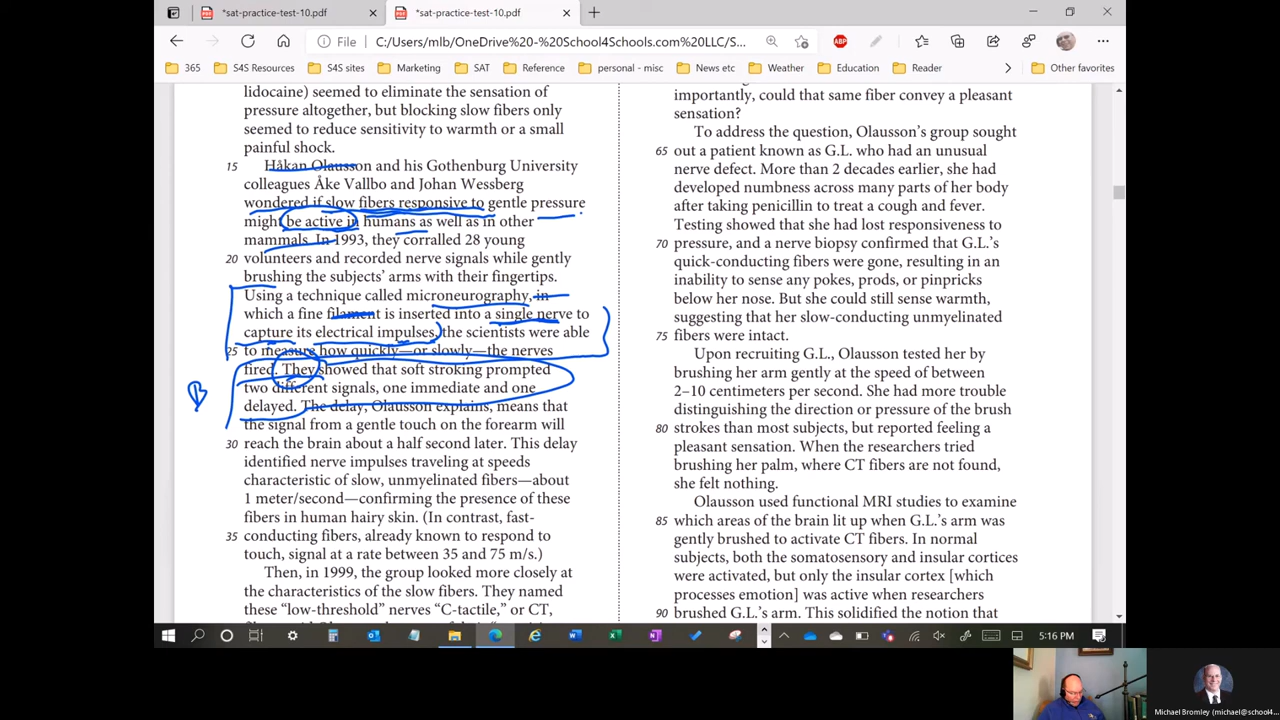 *sat-practice-test-10.pdf
*sat-practice-test-10.pdf
File
C:/Users/mlb/OneDrive%20-%20School4Schools.com%20LLC/S...
ABP
365
S4S Resources
S4S sites
Marketing
SAT
Reference
personal - misc
News etc
Weather
Education
Reader
Other favorites
lidocaine) seemed to eliminate the sensation of
pressure altogether, but blocking slow fibers only
seemed to reduce sensitivity to warmth or a small
painful shock.
15 Håkan Olausson and his Gothenburg University
colleagues Åke Vallbo and Johan Wessberg
wondered if slow fibers responsive to gentle pressure
might be active in humans as well as in other
mammals. In 1993, they corralled 28 young
20 volunteers and recorded nerve signals while gently
brushing the subjects' arms with their fingertips.
Using a technique called microneurography, in
which a fine filament is inserted into a single nerve to
capture its electrical impulses, the scientists were able
25 to measure how quickly—or slowly—the nerves
fired. They showed that soft stroking prompted
two different signals, one immediate and one
B
delayed. The delay, Olausson explains, means that
the signal from a gentle touch on the forearm will
30 reach the brain about a half second later. This delay
identified nerve impulses traveling at speeds
characteristic of slow, unmyelinated fibers—about
1 meter/second—confirming the presence of these
fibers in human hairy skin. (In contrast, fast-
35 conducting fibers, already known to respond to
touch, signal at a rate between 35 and 75 m/s.)
Then, in 1999, the group looked more closely at
the characteristics of the slow fibers. They named
these “low-threshold” nerves “C-tactile,” or CT,
importantly, could that same fiber convey a pleasant
sensation?
To address the question, Olausson's group sought
65 out a patient known as G.L. who had an unusual
nerve defect. More than 2 decades earlier, she had
developed numbness across many parts of her body
after taking penicillin to treat a cough and fever.
Testing showed that she had lost responsiveness to
70 pressure, and a nerve biopsy confirmed that G.L.'s
quick-conducting fibers were gone, resulting in an
inability to sense any pokes, prods, or pinpricks
below her nose. But she could still sense warmth,
suggesting that her slow-conducting unmyelinated
75 fibers were intact.
Upon recruiting G.L., Olausson tested her by
brushing her arm gently at the speed of between
2–10 centimeters per second. She had more trouble
distinguishing the direction or pressure of the brush
80 strokes than most subjects, but reported feeling a
pleasant sensation. When the researchers tried
brushing her palm, where CT fibers are not found,
she felt nothing.
Olausson used functional MRI studies to examine
85 which areas of the brain lit up when G.L.'s arm was
gently brushed to activate CT fibers. In normal
subjects, both the somatosensory and insular cortices
were activated, but only the insular cortex [which
processes emotion] was active when researchers
90 brushed G.L.'s arm. This solidified the notion that
5:16 PM
Michael Bromley (michael@school4...